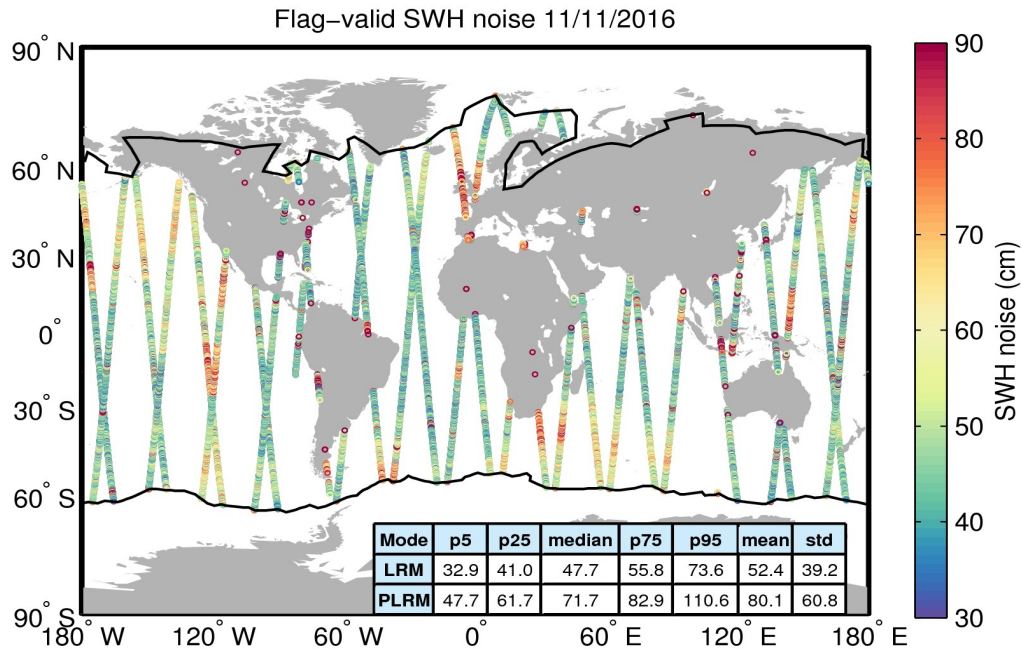 Flag−valid SWH noise 11/11/2016
90° N
60° N
30° N
0°
30° S
60° S
90° S
180° W
120° W
60° W
0°
60° E
120° E
180° E
Mode p5 p25 median p75 p95 mean std
LRM 32.9 41.0 47.7 55.8 73.6 52.4 39.2
PLRM 47.7 61.7 71.7 82.9 110.6 80.1 60.8
90
80
70
60
50
40
30
SWH noise (cm)